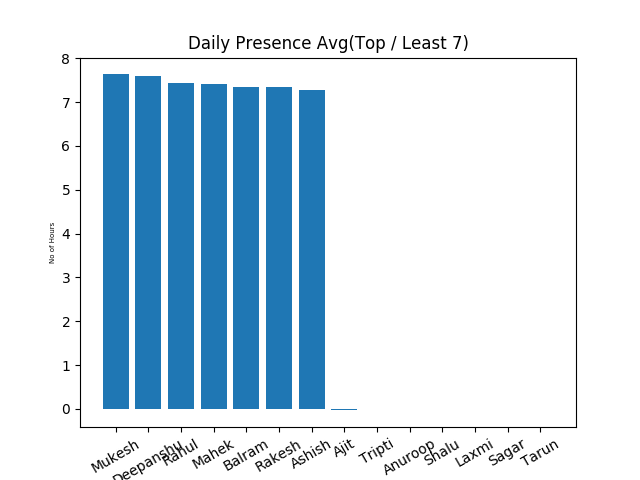 Daily Presence Avg(Top / Least 7)
No of Hours
8
7
6
5
4
3
2
1
0
Mukesh
Deepanshu
Rahul
Mahek
Balram
Rakesh
Ashish
Ajit
Tripti
Anuroop
Shalu
Laxmi
Sagar
Tarun